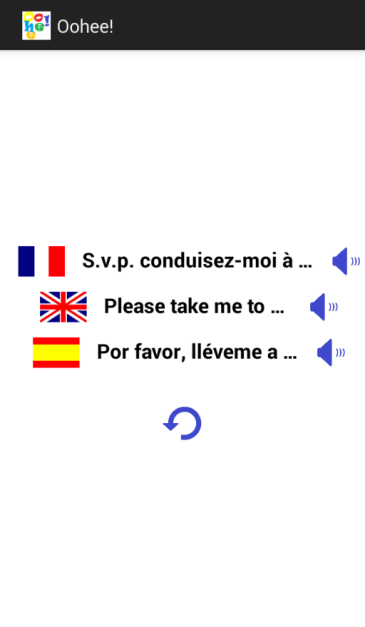 Oohee!
S.v.p. conduisez-moi à ...
Please take me to ...
Por favor, lléveme a ...